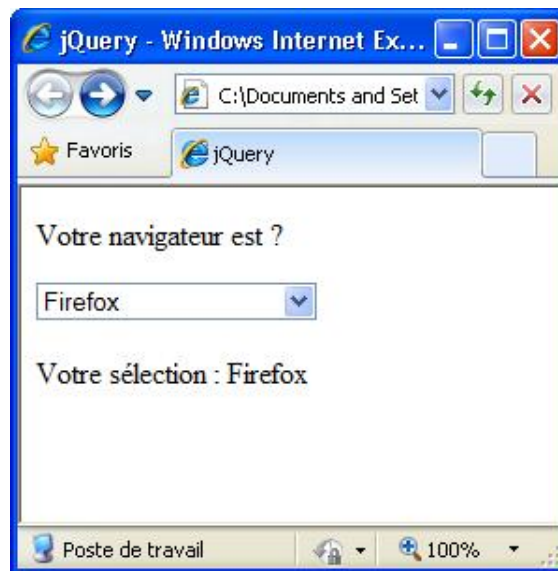 jQuery - Windows Internet Ex...
C:\Documents and Set
Favoris
jQuery
Votre navigateur est ?
Firefox
Votre sélection : Firefox
Poste de travail
100%